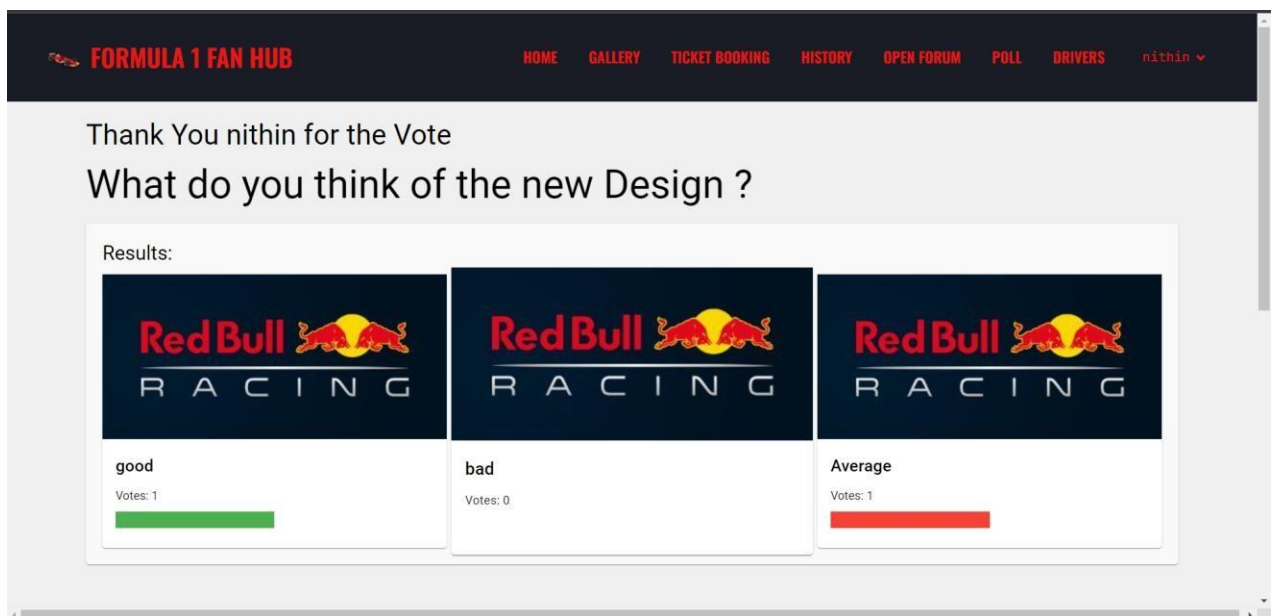 FORMULA 1 FAN HUB HOME GALLERY TICKET BOOKING HISTORY OPEN FORUM POLL DRIVERS nithin
Thank You nithin for the Vote
What do you think of the new Design ?
Results:
Red Bull
RACING
good
Votes: 1
Red Bull
RACING
bad
Votes: 0
Red Bull
RACING
Average
Votes: 1